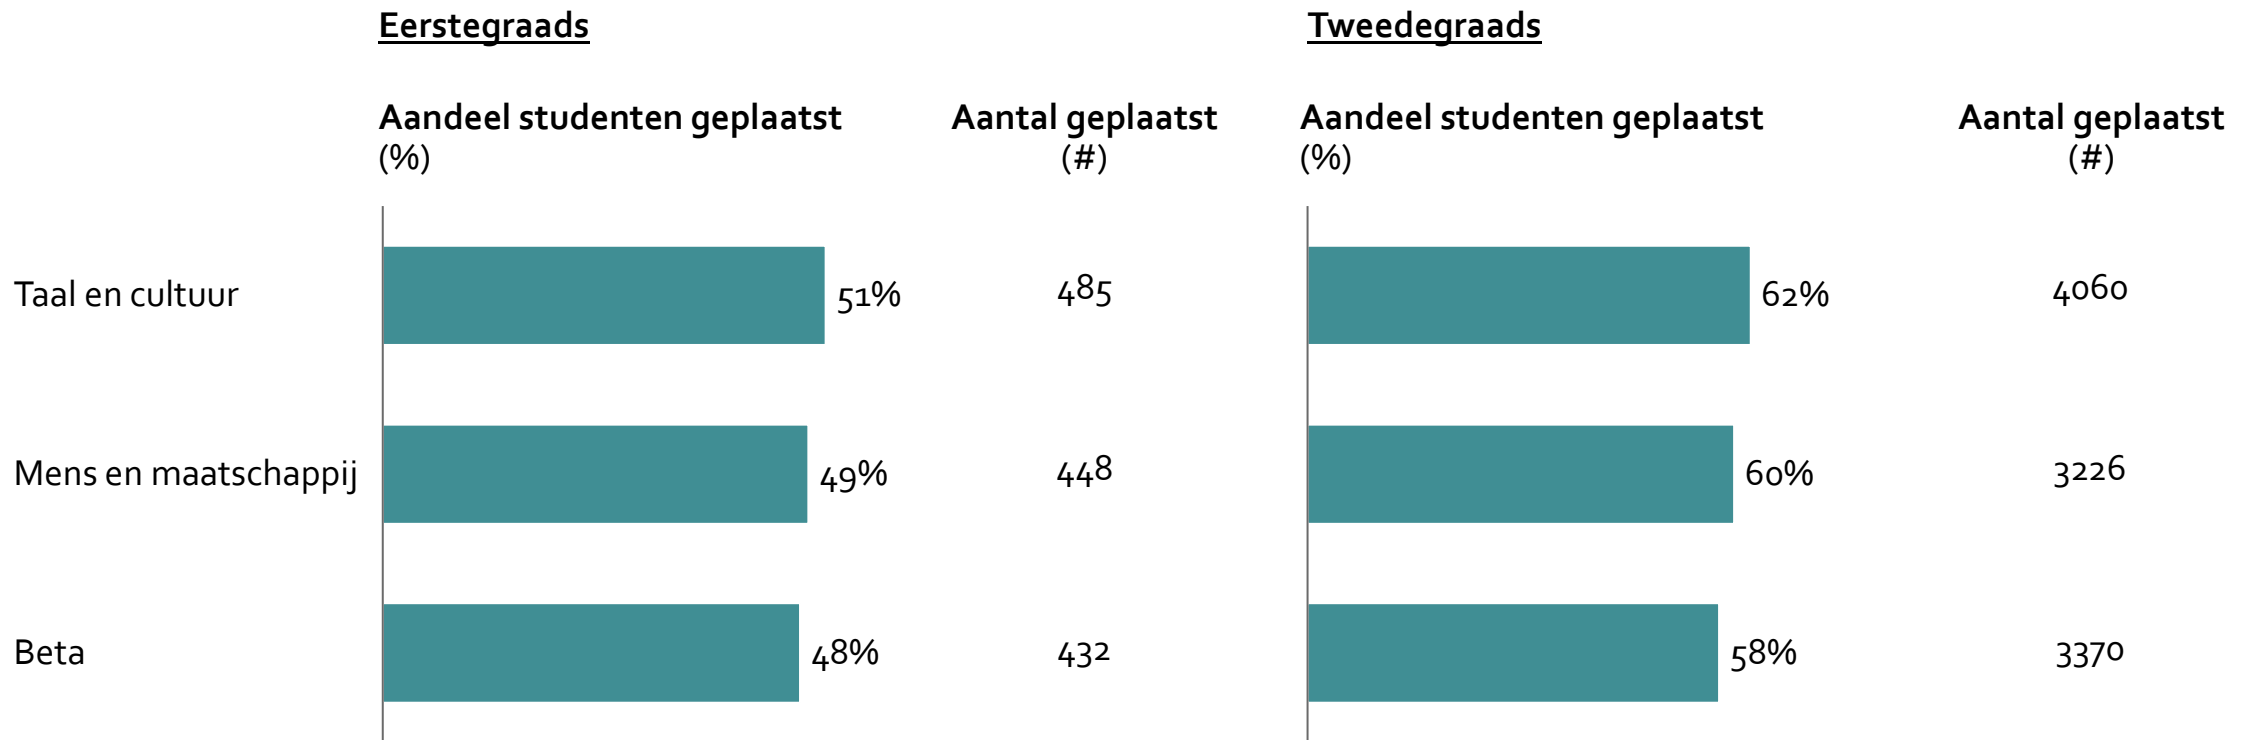 Eerstegraads
Tweedegraads
Aandeel studenten geplaatst
(%)
Aantal geplaatst
(#)
Aandeel studenten geplaatst
(%)
Aantal geplaatst
(#)
Taal en cultuur
51%
485
62%
4060
Mens en maatschappij
49%
448
60%
3226
Beta
48%
432
58%
3370